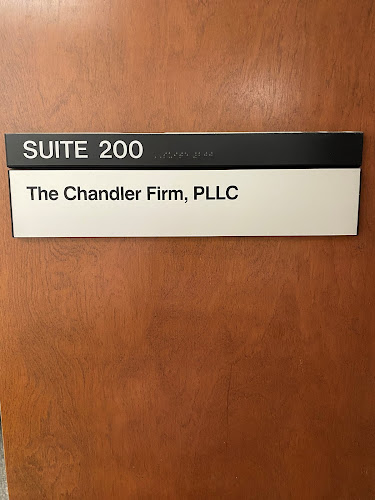 SUITE 200
The Chandler Firm, PLLC